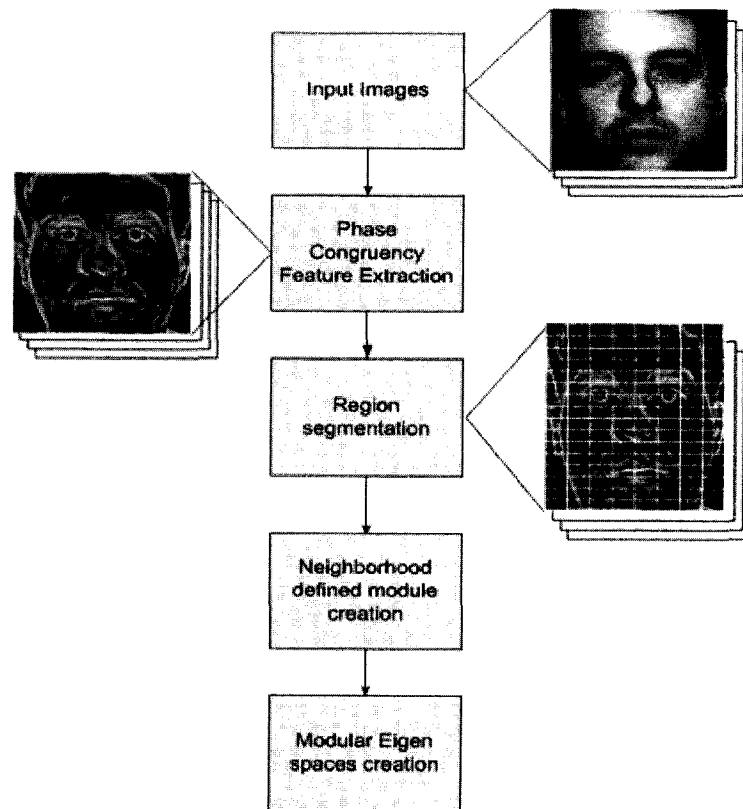 Input Images
Phase
Congruency
Feature Extraction
Region
segmentation
Neighborhood
defined module
creation
Modular Eigen
spaces creation